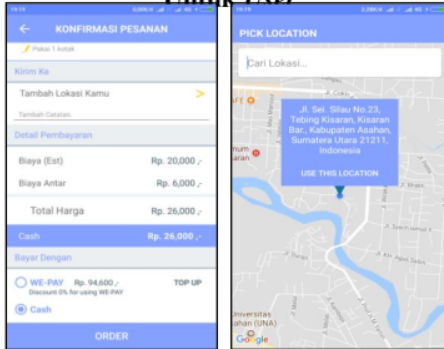 KONFIRMASI PESANAN
Pakai 1 kotak
Kirim Ke
Tambah Lokasi Kamu
Tambah Catatan.
Detail Pembayaran
Biaya (Est) Rp. 20,000 ,-
Biaya Antar Rp. 6,000 ,-
Total Harga Rp. 26,000 ,-
Cash Rp. 26,000 ,-
Bayar Dengan
WE-PAY Rp. 94,600 ,- TOP UP
Discount 0% for using WE-PAY
Cash
ORDER
PICK LOCATION
Cari Lokasi...
Jl. Sei. Silau No.23,
Tebing Kisaran, Kisaran
Bar., Kabupaten Asahan,
Sumatera Utara 21211,
Indonesia
USE THIS LOCATION
Google